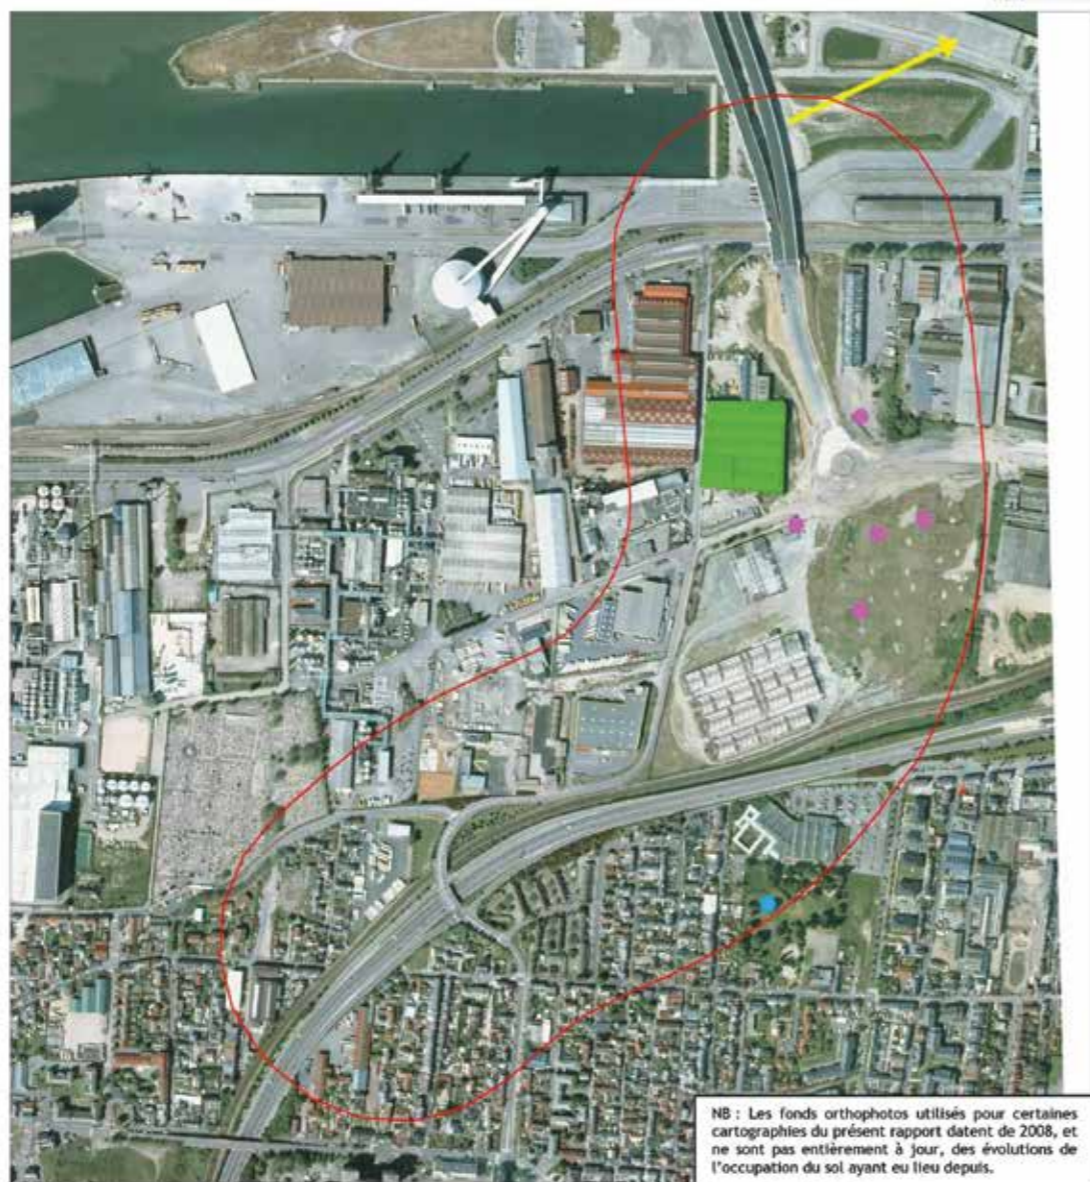 NB : Les fonds orthophotos utilisés pour certaines
cartographies du présent rapport datent de 2008, et
ne sont pas entièrement à jour, des évolutions de
l'occupation du sol ayant eu lieu depuis.